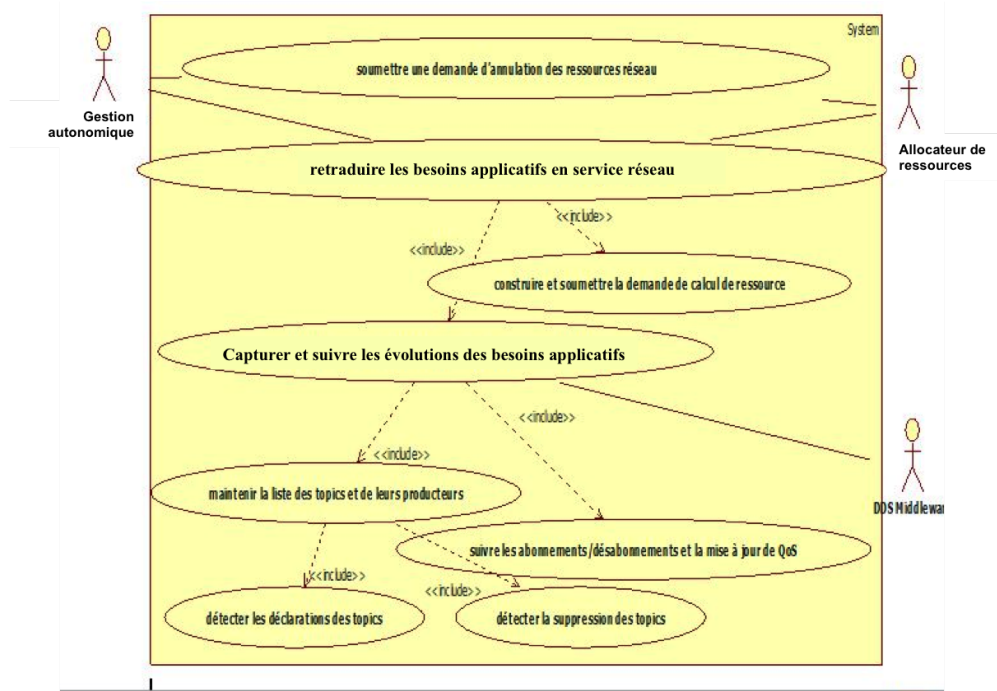 System
soumettre une demande d'annulation des ressources réseau
Gestion
autonomique
Allocateur de
ressources
retraduire les besoins applicatifs en service réseau
<<include>>
<<include>>
construire et soumettre la demande de calcul de ressource
Capturer et suivre les évolutions des besoins applicatifs
<<include>>
<<include>>
maintenir la liste des topics et de leurs producteurs
DDS Middlewar
suivre les abonnements/désabonnements et la mise à jour de QoS
<<include>>
<<include>>
détecter les déclarations des topics
détecter la suppression des topics